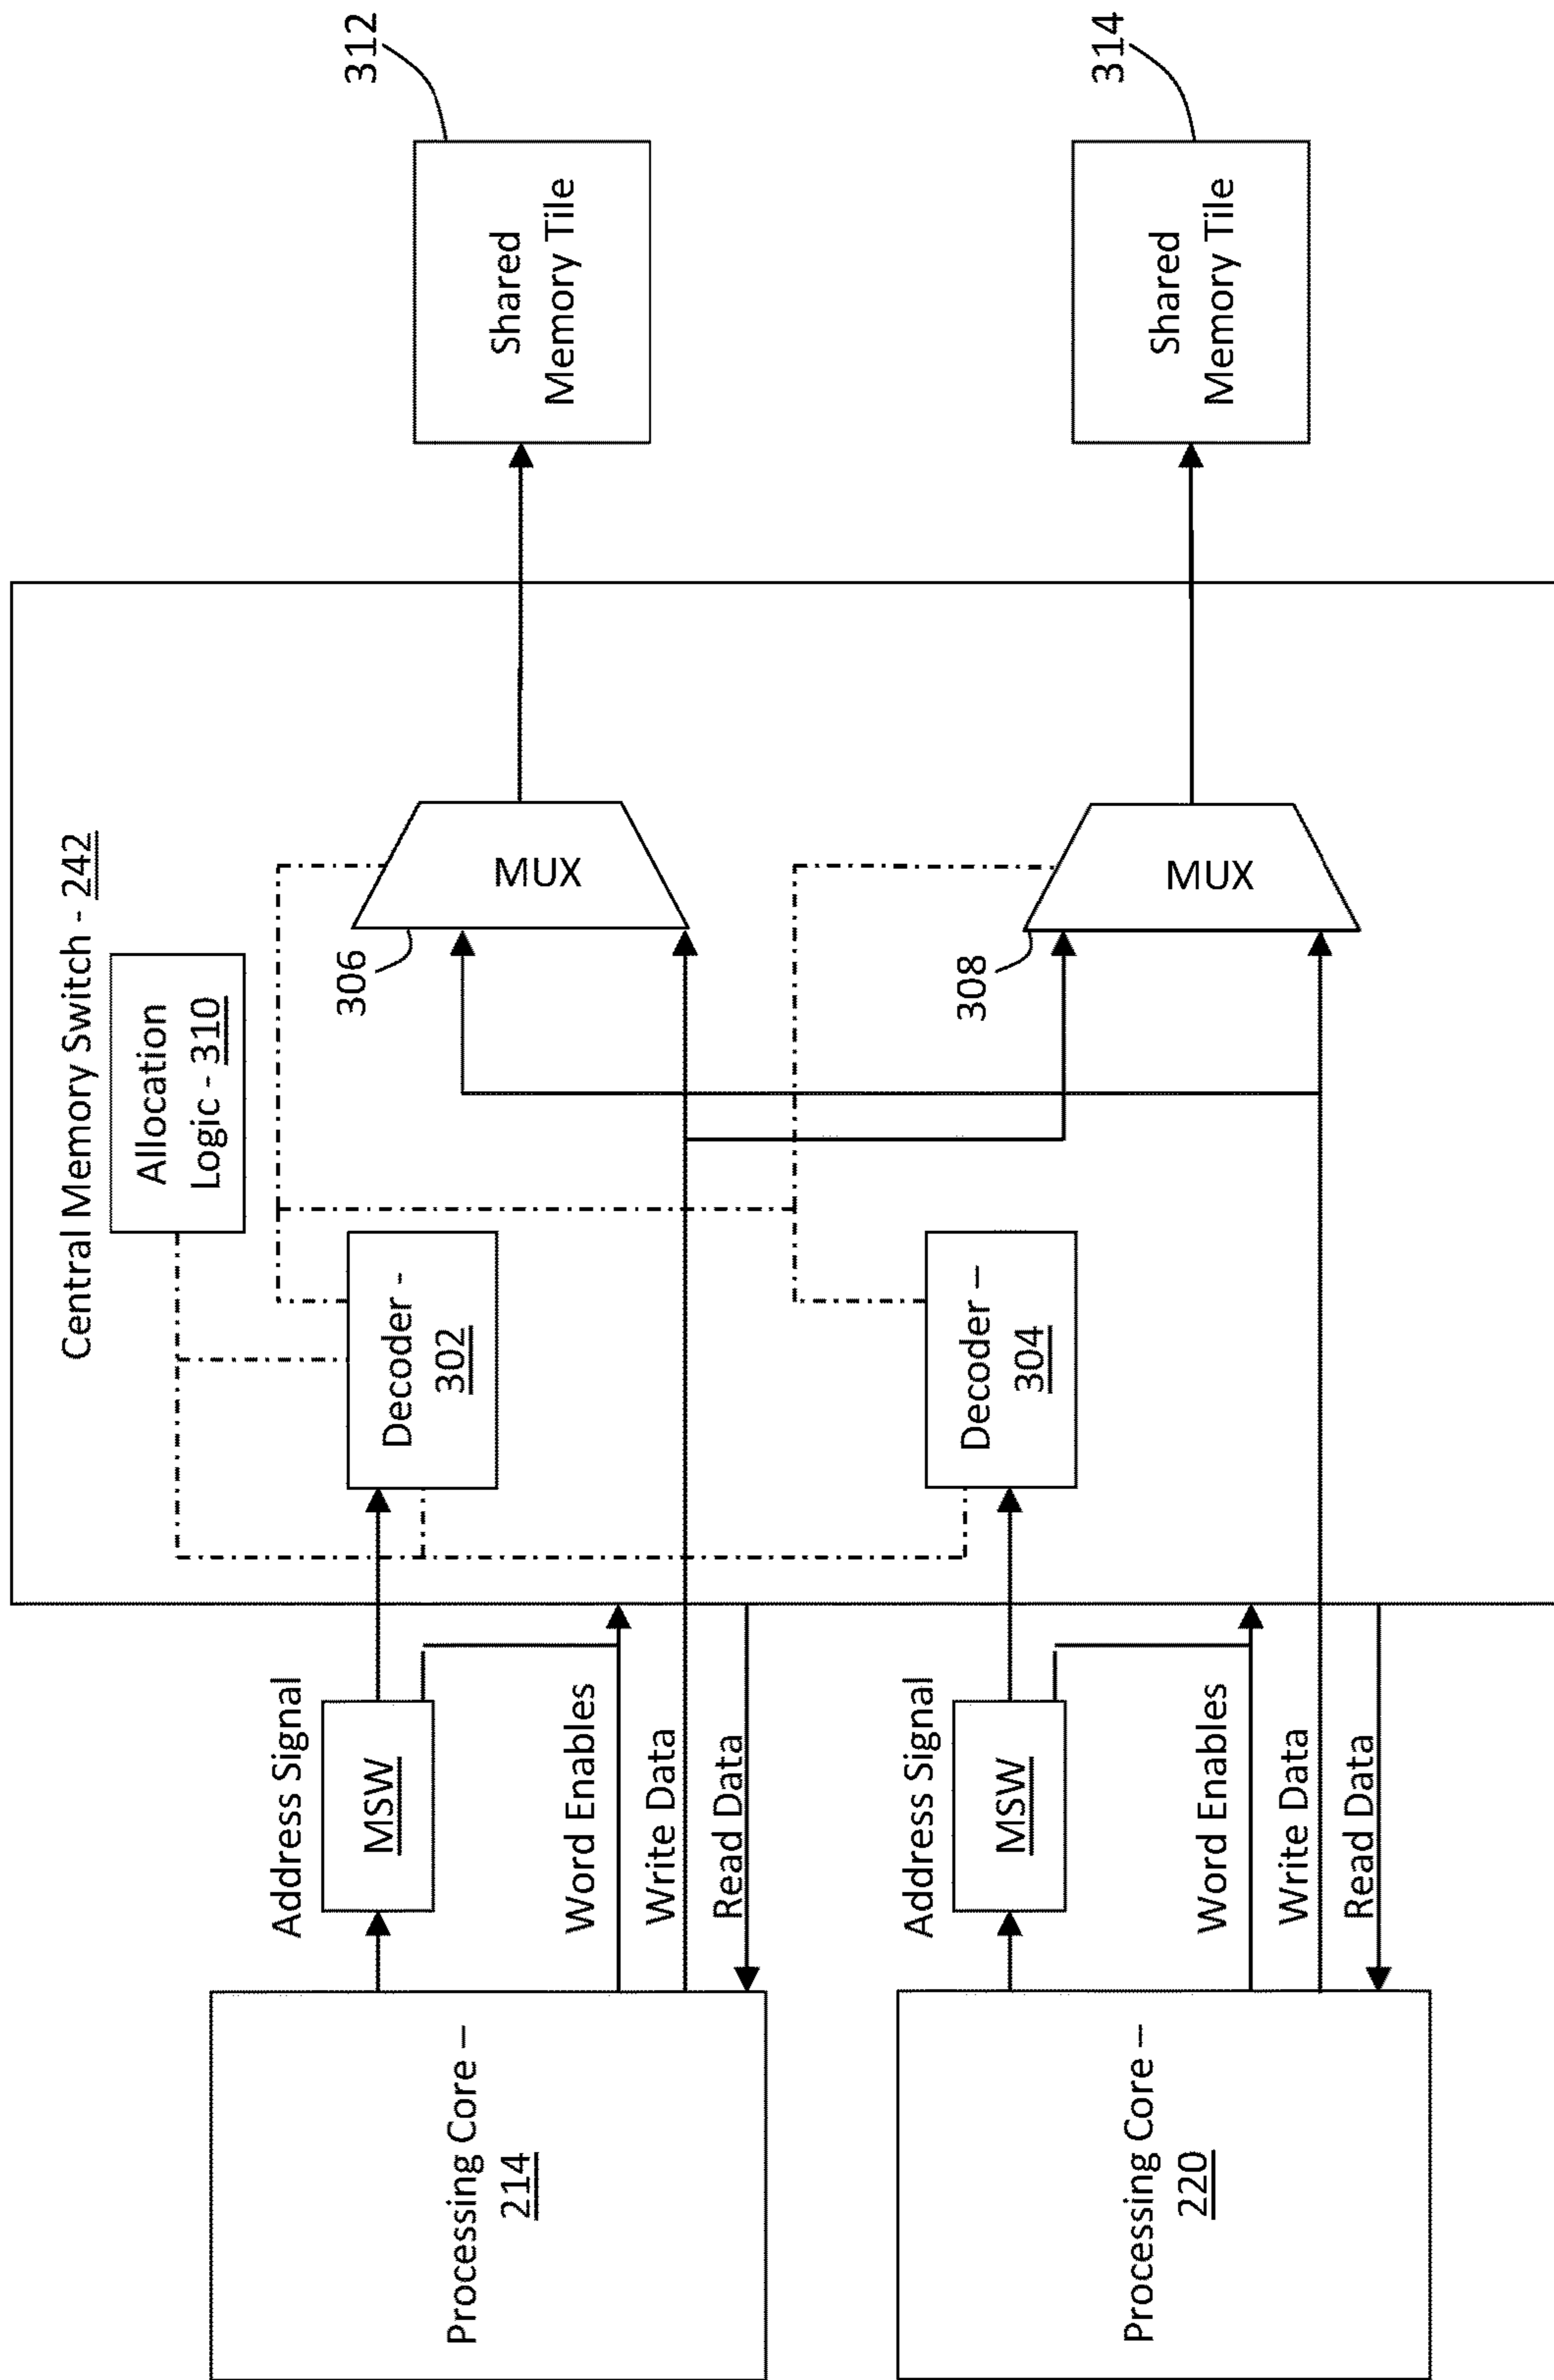 Central Memory Switch - 242
Allocation
Logic - 310
Processing Core –
214
Address Signal
MSW
Word Enables
Write Data
Read Data
Decoder -
302
306
MUX
Shared
Memory Tile
312
Processing Core –
220
Address Signal
MSW
Word Enables
Write Data
Read Data
Decoder –
304
308
MUX
Shared
Memory Tile
314